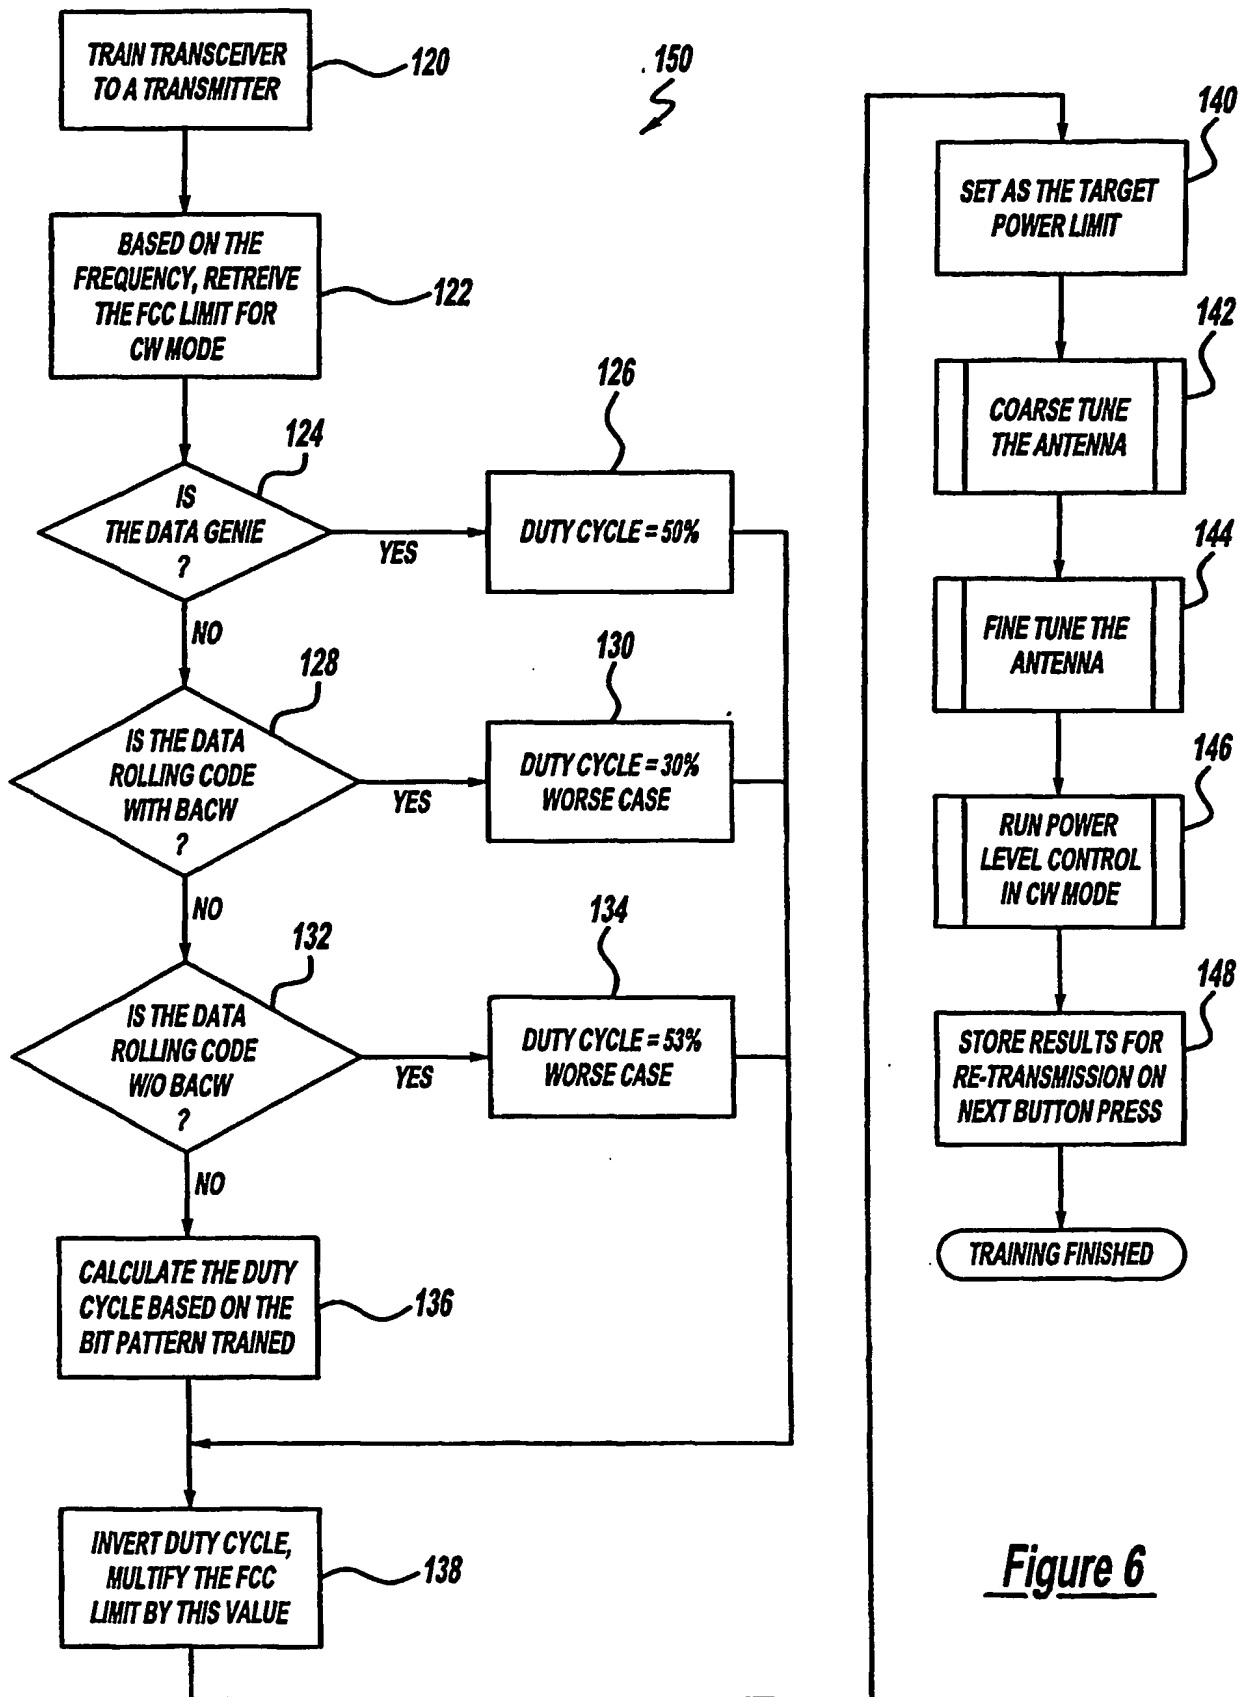 TRAIN TRANSCEIVER
TO A TRANSMITTER
120
150
BASED ON THE
FREQUENCY, RETREIVE
THE FCC LIMIT FOR
CW MODE
122
IS
THE DATA GENIE
?
124
YES
DUTY CYCLE = 50%
126
NO
IS THE DATA
ROLLING CODE
WITH BACW
?
128
YES
DUTY CYCLE = 30%
WORSE CASE
130
NO
IS THE DATA
ROLLING CODE
W/O BACW
?
132
YES
DUTY CYCLE = 53%
WORSE CASE
134
NO
CALCULATE THE DUTY
CYCLE BASED ON THE
BIT PATTERN TRAINED
136
INVERT DUTY CYCLE,
MULTIFY THE FCC
LIMIT BY THIS VALUE
138
SET AS THE TARGET
POWER LIMIT
140
COARSE TUNE
THE ANTENNA
142
FINE TUNE THE
ANTENNA
144
RUN POWER
LEVEL CONTROL
IN CW MODE
146
STORE RESULTS FOR
RE-TRANSMISSION ON
NEXT BUTTON PRESS
148
TRAINING FINISHED
Figure 6